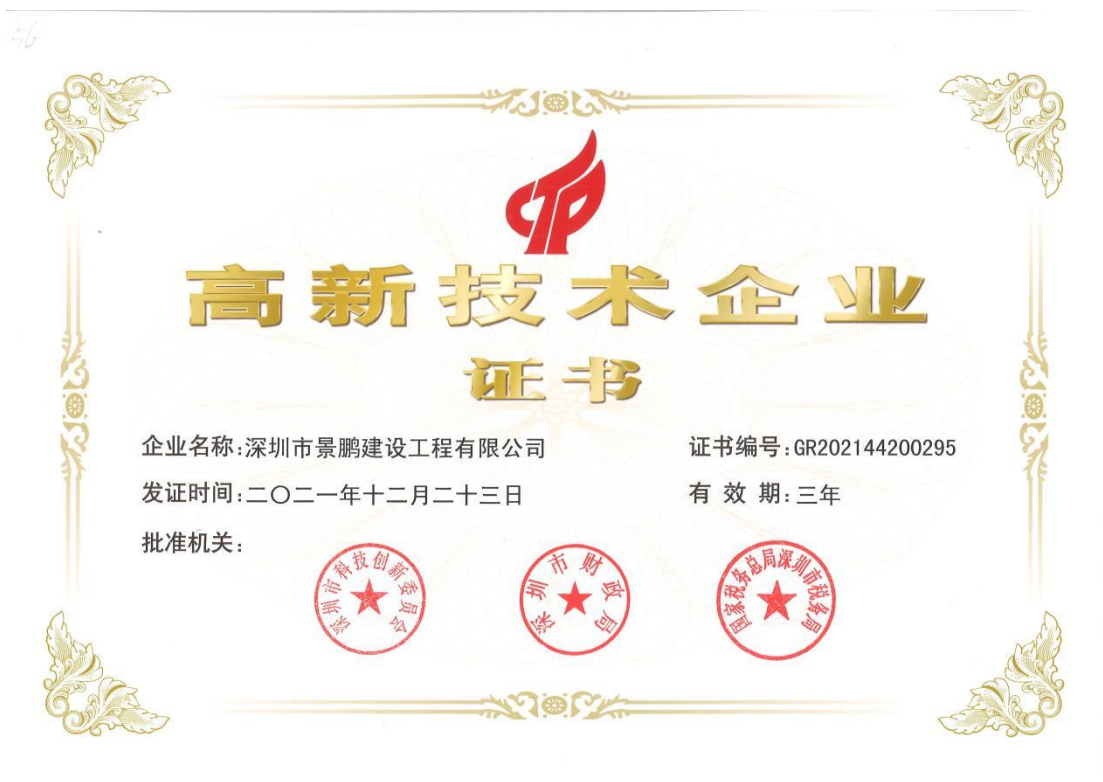 56
高新技术企业
证书
企业名称:深圳市景鹏建设工程有限公司
证书编号:GR202144200295
发证时间:二〇二一年十二月二十三日
有 效 期:三年
批准机关:
深圳市科技创新委员会
深圳市财政局
国家税务总局深圳市税务局